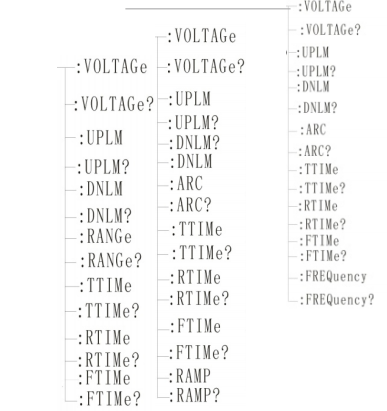 :VOLTAGe
:VOLTAGe?
:UPLM
:UPLM?
:DNLM
:DNLM?
:RANGe
:RANGe?
:TTIMe
:TTIMe?
:RTIMe
:RTIMe?
:FTIMe
:FTIMe?
:VOLTAGe
:VOLTAGe?
:UPLM
:UPLM?
:DNLM?
:DNLM
:ARC
:ARC?
:TTIMe
:TTIMe?
:RTIMe
:RTIMe?
:FTIMe
:FTIMe?
:RAMP
:RAMP?
:VOLTAGe
:VOLTAGe?
:UPLM
:UPLM?
:DNLM
:DNLM?
:ARC
:ARC?
:TTIMe
:TTIMe?
:RTIMe
:RTIMe?
:FTIMe
:FTIMe?
:FREQuency
:FREQuency?